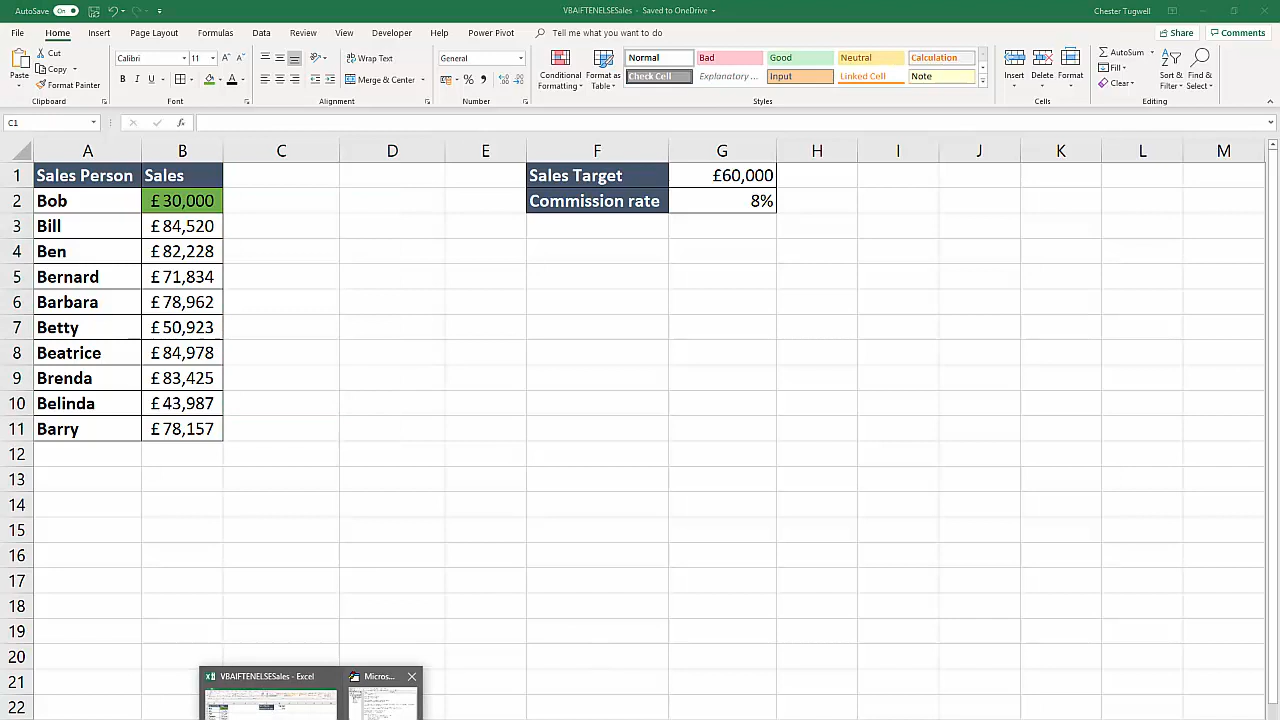 AutoSave On VBAIFTENELSESales - Saved to OneDrive Chester Tugwell
File Home Insert Page Layout Formulas Data Review View Developer Help Power Pivot Tell me what you want to do Share Comments
Paste Cut Copy Format Painter
Clipboard
Calibri 11 B I U A A A
Font
Wrap Text Merge & Center
Alignment
General % ,
Number
Conditional Formatting Format as Table
Normal Bad Good Neutral Calculation
Check Cell Explanatory ... Input Linked Cell Note
Styles
Insert Delete Format
Cells
AutoSum Fill Clear Sort & Filter Find & Select
Editing
C1 fx
A B C D E F G H I J K L M
1 Sales Person Sales Sales Target £60,000
2 Bob £30,000 Commission rate 8%
3 Bill £84,520
4 Ben £82,228
5 Bernard £71,834
6 Barbara £78,962
7 Betty £50,923
8 Beatrice £84,978
9 Brenda £83,425
10 Belinda £43,987
11 Barry £78,157
12
13
14
15
16
17
18
19
20
21
22
VBAIFTENELSESales - Excel Micros...